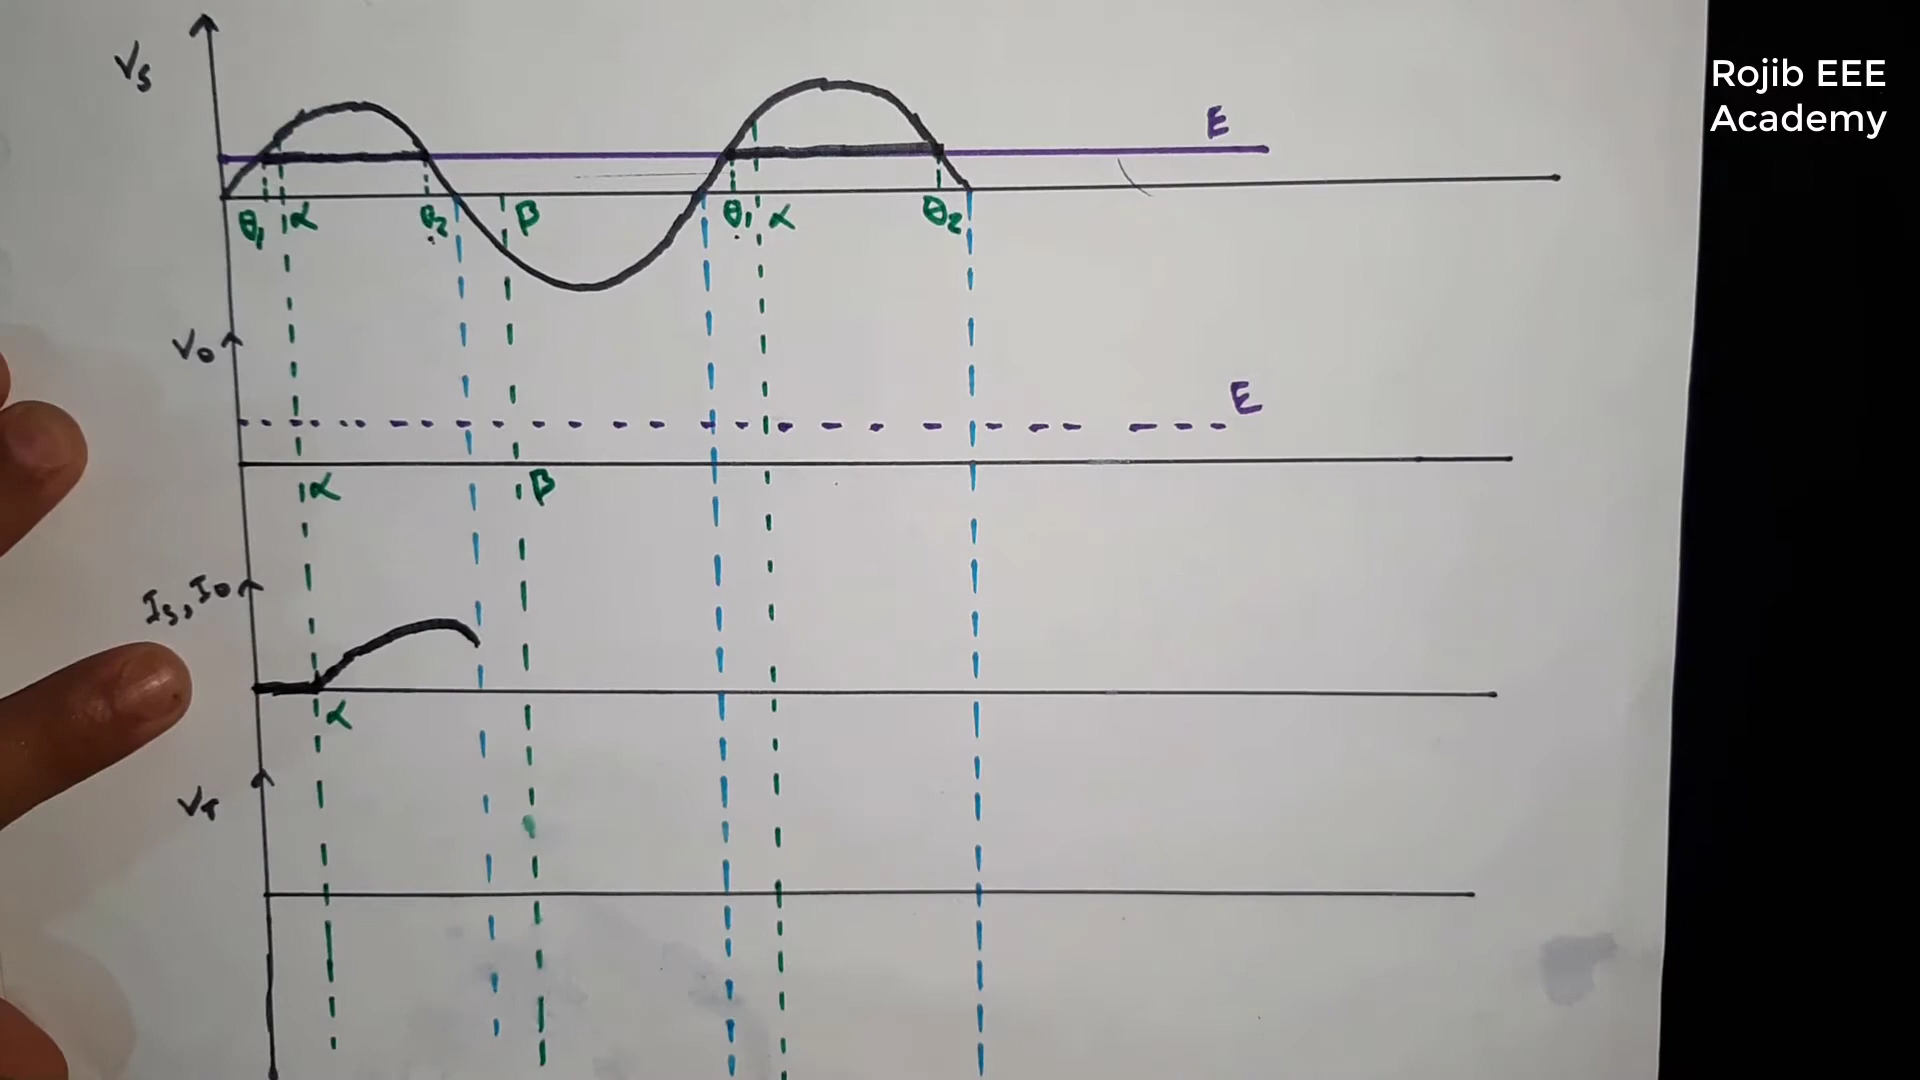 Rojib EEE
Academy
Vs
E
θ1 α θ2 β θ1 α θ2
Vo
E
α β
Is, Io
α
VT